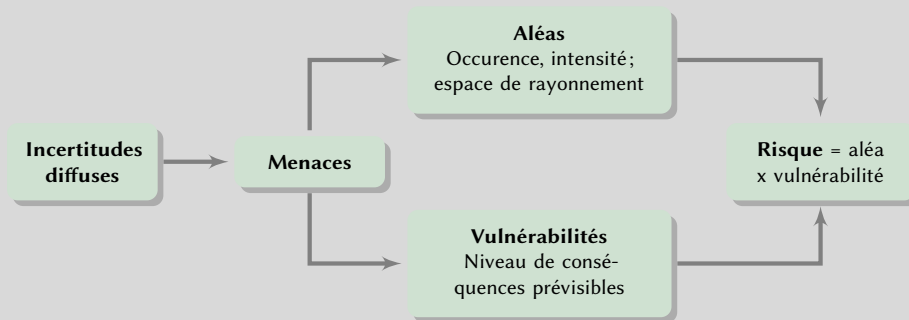 Aléas
Occurence, intensité ;
espace de rayonnement
Incertitudes
diffuses
Menaces
Risque = aléa
x vulnérabilité
Vulnérabilités
Niveau de consé-
quences prévisibles